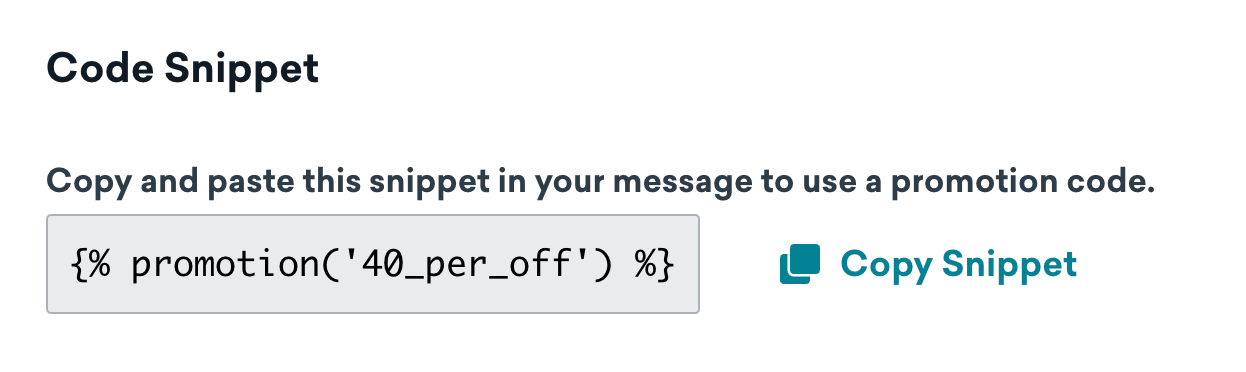 Code Snippet
Copy and paste this snippet in your message to use a promotion code.
{% promotion('40_per_off') %}
Copy Snippet